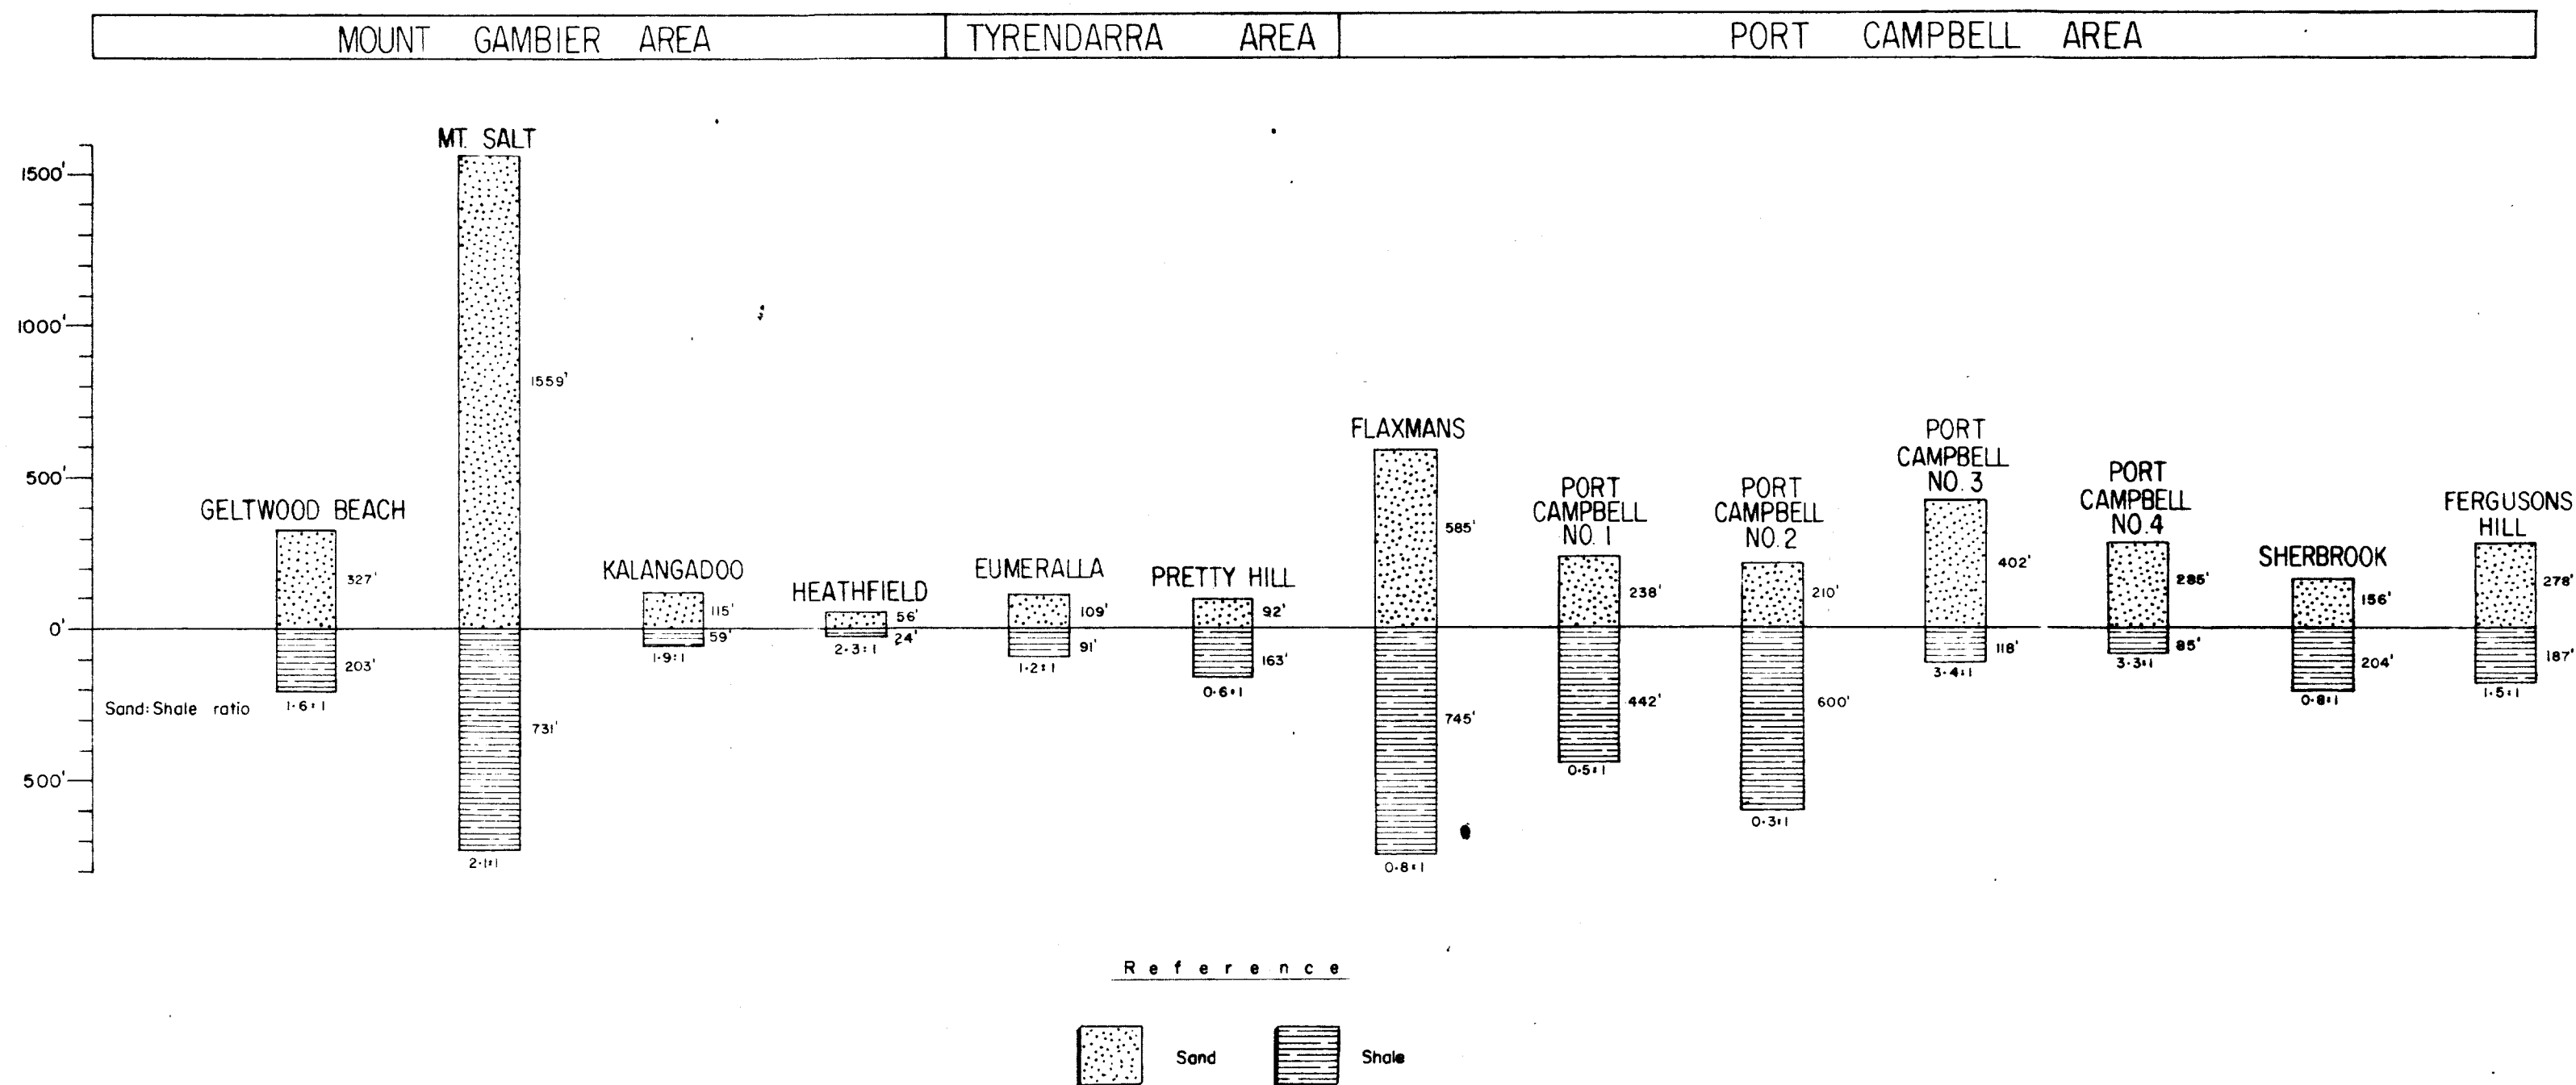 MOUNT GAMBIER AREA
TYRENDARRA AREA
PORT CAMPBELL AREA
1500'
1000'
500'
0'
500'
Sand:Shale ratio
GELTWOOD BEACH
327'
203'
1·6:1
MT. SALT
1559'
731'
2·1:1
KALANGADOO
115'
59'
1·9:1
HEATHFIELD
56'
24'
2·3:1
EUMERALLA
109'
91'
1·2:1
PRETTY HILL
92'
163'
0·6:1
FLAXMANS
585'
745'
0·8:1
PORT
CAMPBELL
NO. 1
238'
442'
0·5:1
PORT
CAMPBELL
NO. 2
210'
600'
0·3:1
PORT
CAMPBELL
NO. 3
402'
118'
3·4:1
PORT
CAMPBELL
NO. 4
285'
85'
3·3:1
SHERBROOK
156'
204'
0·8:1
FERGUSONS
HILL
278'
187'
1·5:1
Reference
Sand
Shale